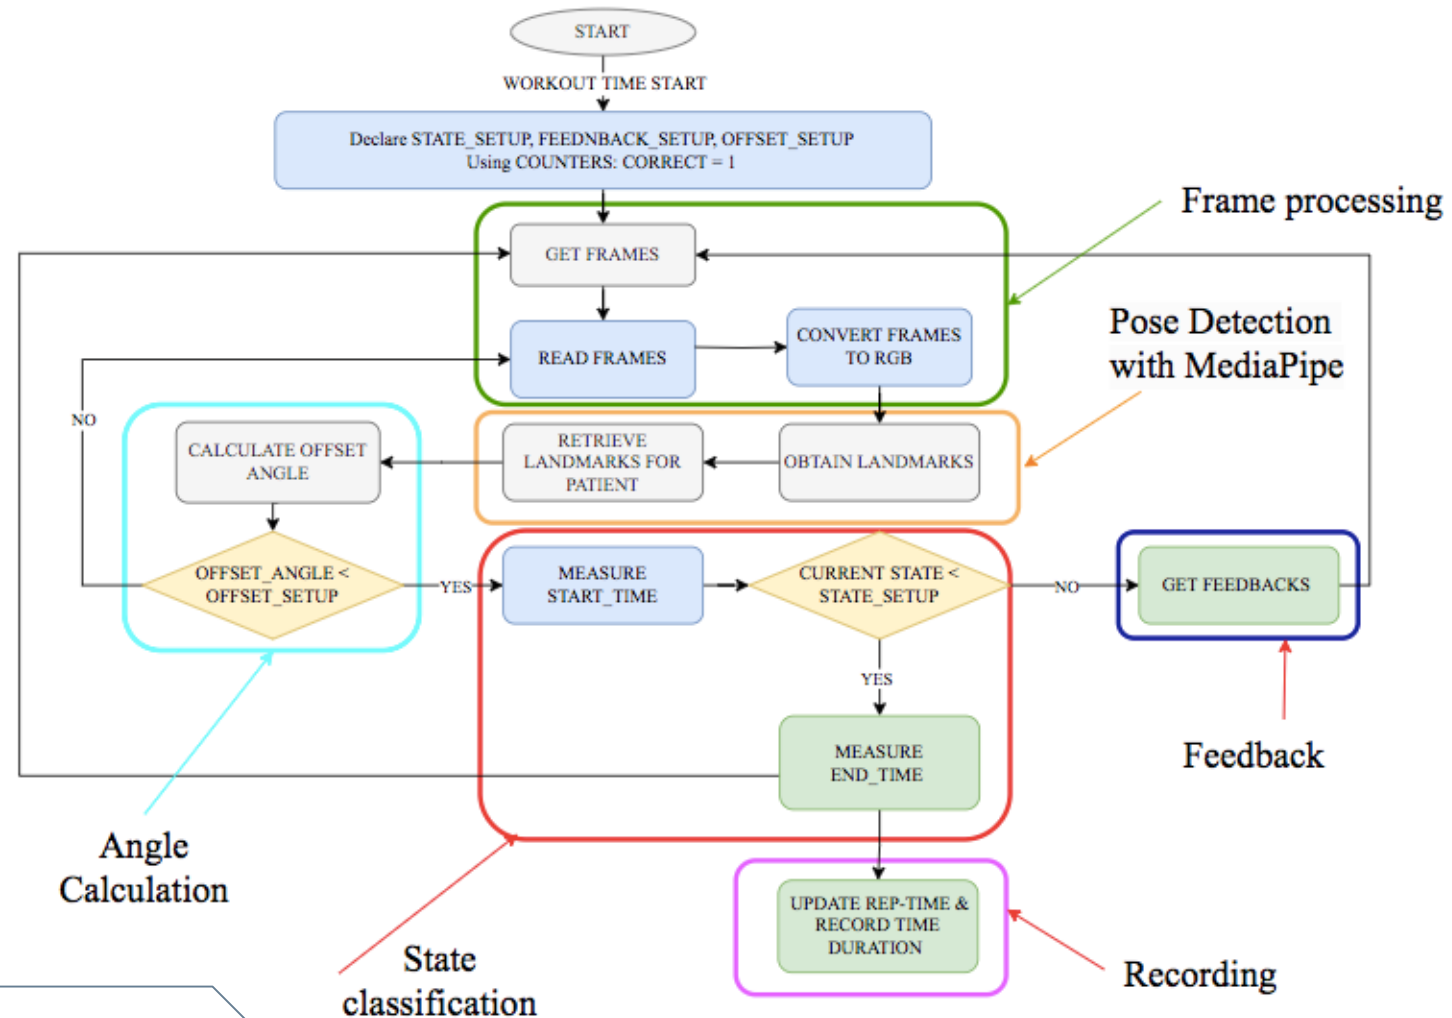 START
WORKOUT TIME START
Declare STATE_SETUP, FEEDNBACK_SETUP, OFFSET_SETUP
Using COUNTERS: CORRECT = 1
Frame processing
GET FRAMES
Pose Detection
with MediaPipe
READ FRAMES
CONVERT FRAMES
TO RGB
NO
CALCULATE OFFSET
ANGLE
RETRIEVE
LANDMARKS FOR
PATIENT
OBTAIN LANDMARKS
OFFSET_ANGLE <
OFFSET_SETUP
YES
MEASURE
START_TIME
CURRENT STATE <
STATE_SETUP
NO
GET FEEDBACKS
YES
MEASURE
END_TIME
Feedback
Angle
Calculation
UPDATE REP-TIME &
RECORD TIME
DURATION
State
classification
Recording